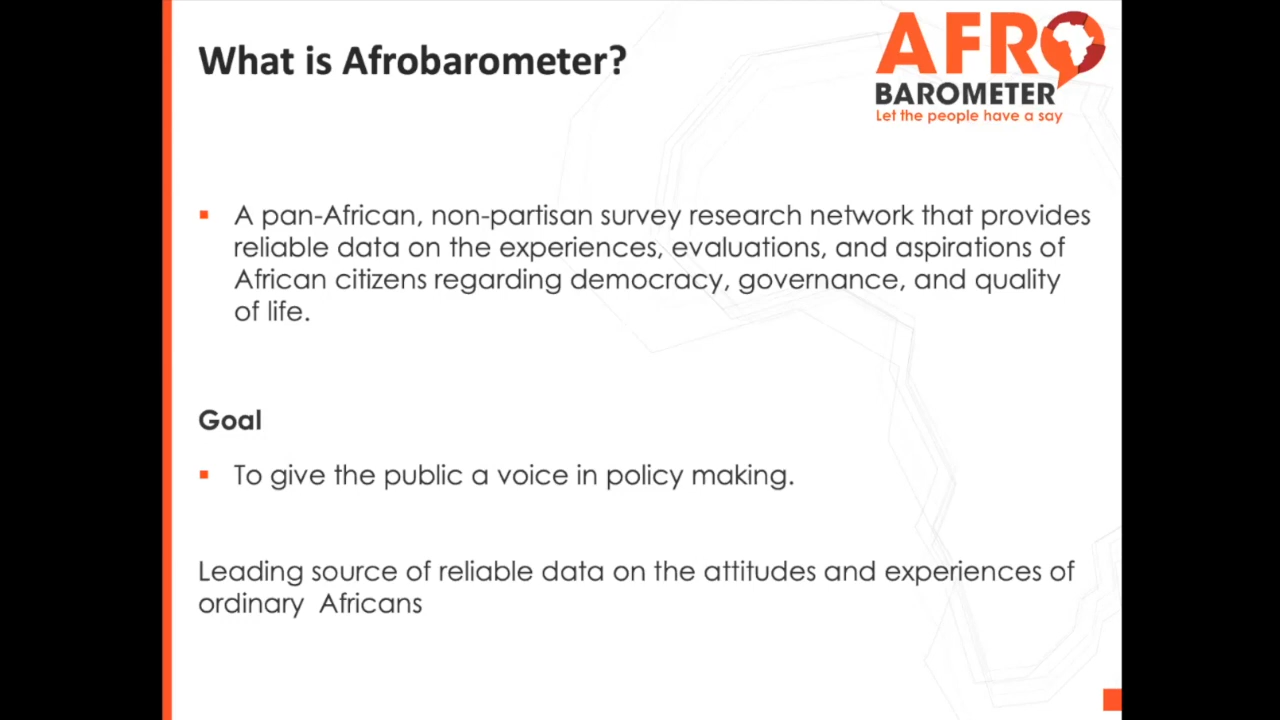 What is Afrobarometer?
AFRO
BAROMETER
Let the people have a say
A pan-African, non-partisan survey research network that provides
reliable data on the experiences, evaluations, and aspirations of
African citizens regarding democracy, governance, and quality
of life.
Goal
To give the public a voice in policy making.
Leading source of reliable data on the attitudes and experiences of
ordinary  Africans